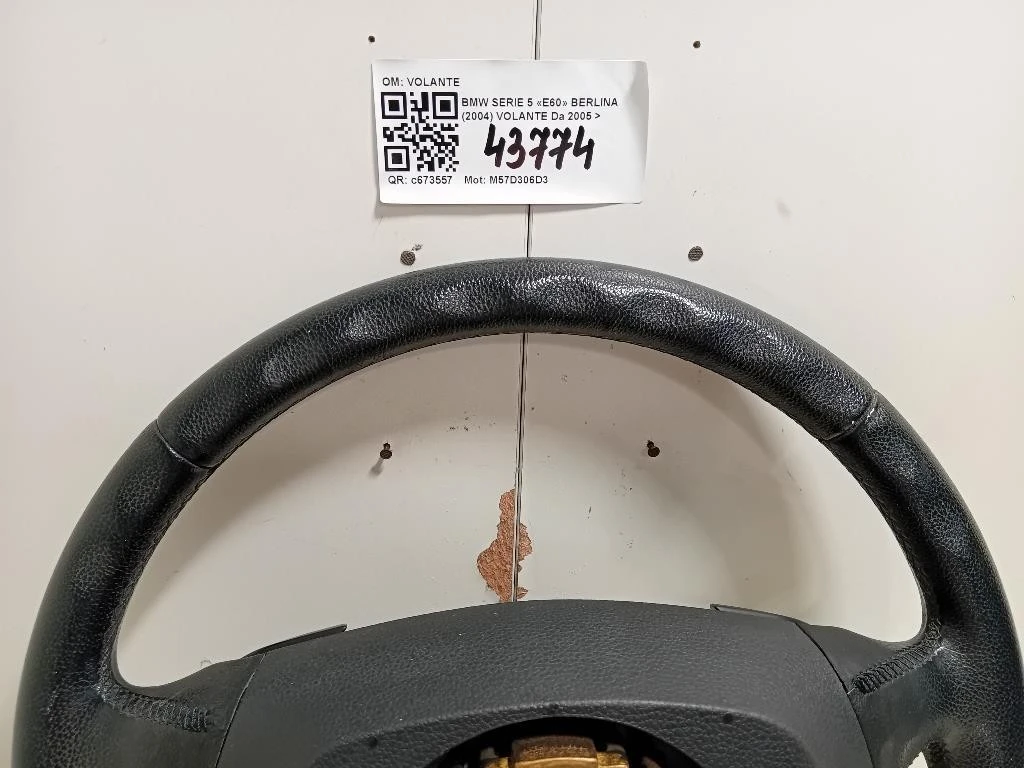 OM: VOLANTE
BMW SERIE 5 «E60» BERLINA
(2004) VOLANTE Da 2005 >
43774
QR: c673557 Mot: M57D306D3